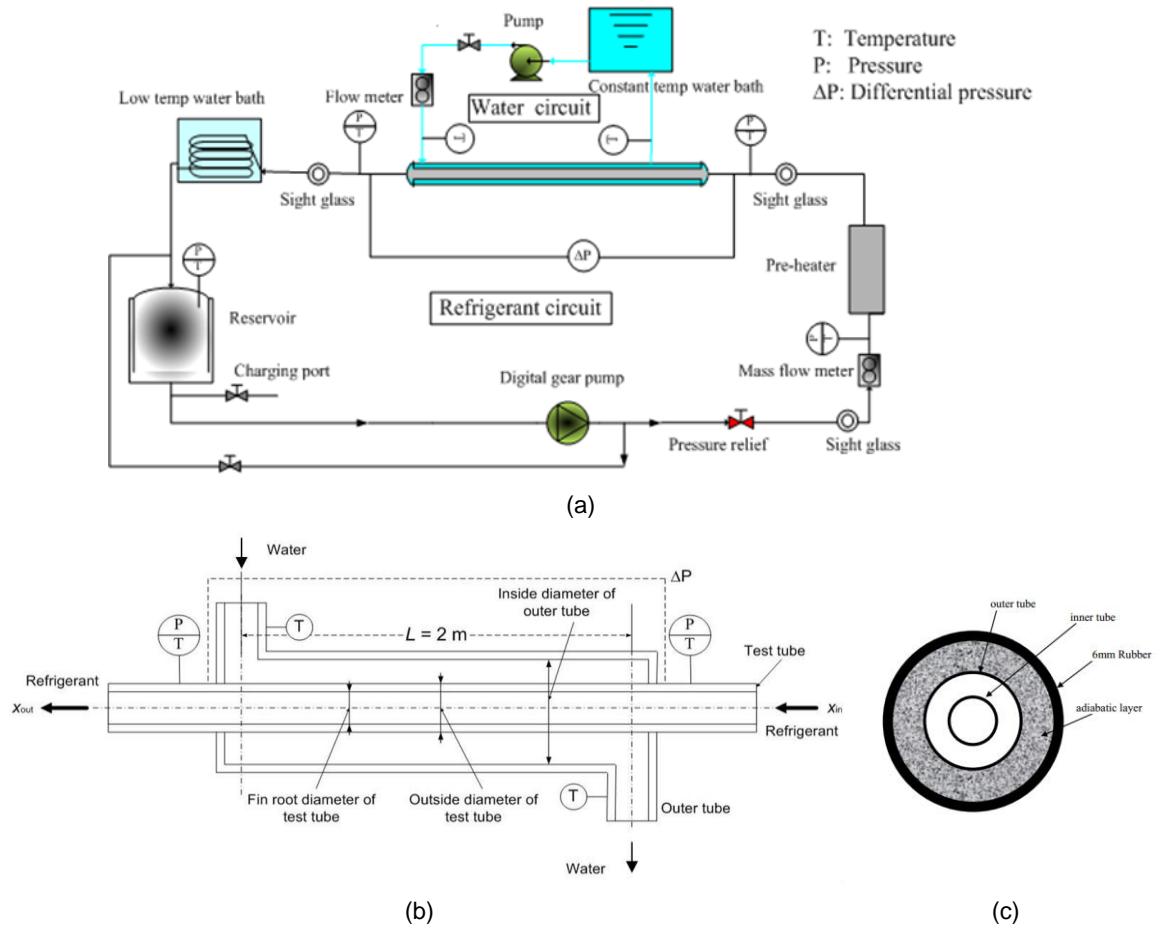 Pump
T: Temperature
P: Pressure
ΔP: Differential pressure
Low temp water bath
Flow meter
Constant temp water bath
Water circuit
P
T
T
T
P
T
Sight glass
Sight glass
P
T
ΔP
Pre-heater
Reservoir
Refrigerant circuit
Charging port
Digital gear pump
Mass flow meter
Pressure relief
Sight glass
(a)
Water
ΔP
Inside diameter of
outer tube
P
T
T
L = 2 m
P
T
Test tube
Refrigerant
xout
xin
Refrigerant
Fin root diameter of
test tube
Outside diameter of
test tube
T
Outer tube
Water
(b)
outer tube
inner tube
6mm Rubber
adiabatic layer
(c)